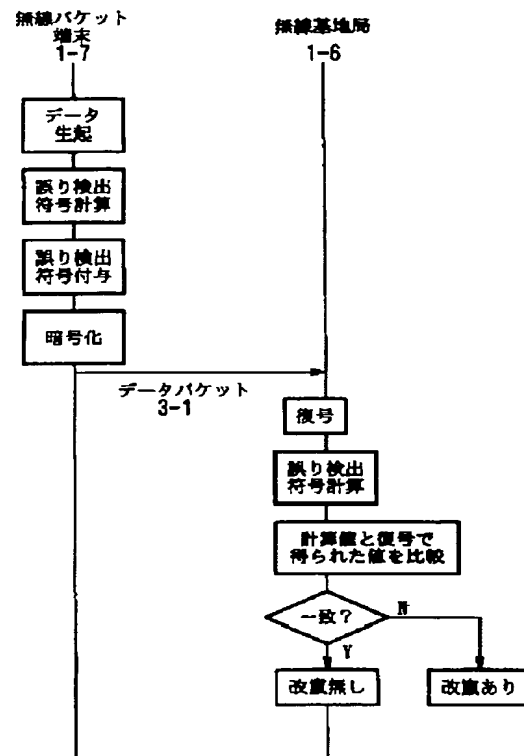 無線パケット
端末
1-7
無線基地局
1-6
データ
生起
誤り検出
符号計算
誤り検出
符号付与
暗号化
データパケット
3-1
復号
誤り検出
符号計算
計算値と復号で
得られた値を比較
一致?
N
Y
改竄無し
改竄あり